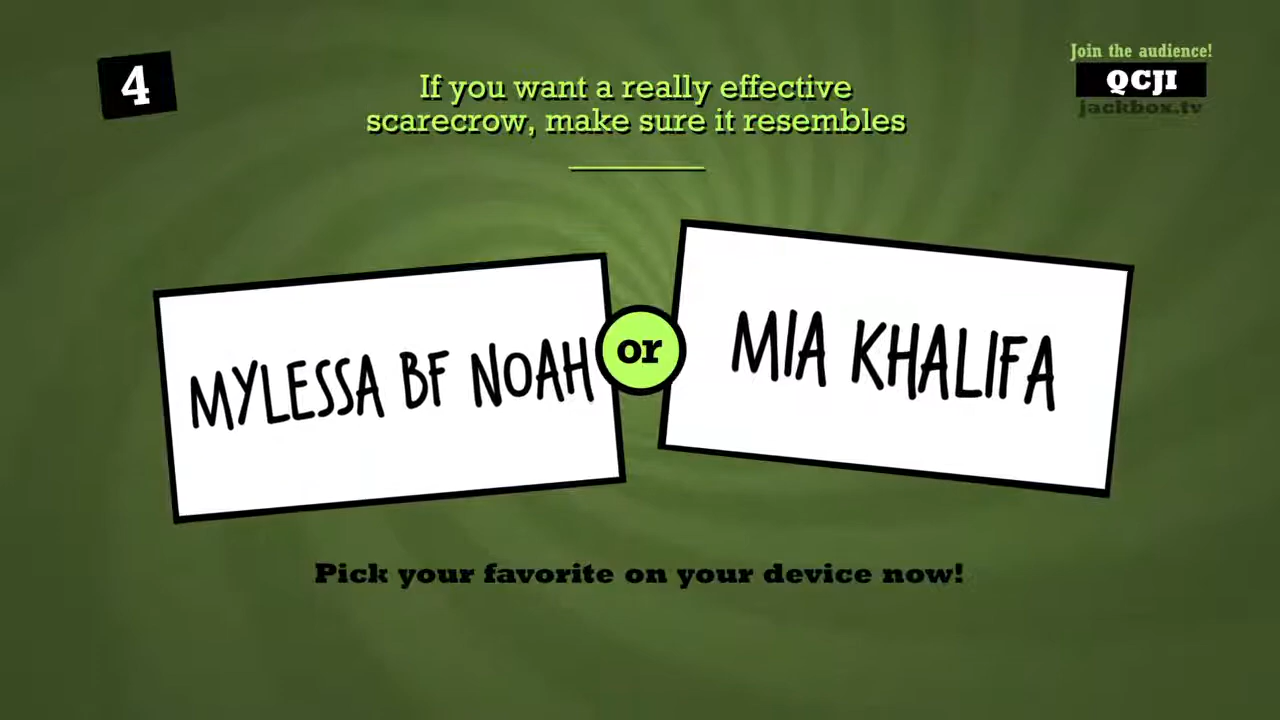 4
If you want a really effective
scarecrow, make sure it resembles
Join the audience!
QCJI
jackbox.tv
MYLESSA BF NOAH
or
MIA KHALIFA
Pick your favorite on your device now!